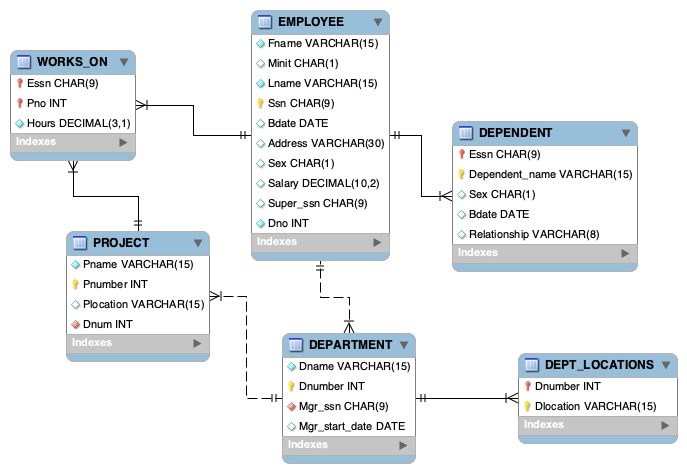 EMPLOYEE
Fname VARCHAR(15)
Minit CHAR(1)
Lname VARCHAR(15)
Ssn CHAR(9)
Bdate DATE
Address VARCHAR(30)
Sex CHAR(1)
Salary DECIMAL(10,2)
Super_ssn CHAR(9)
Dno INT
Indexes
WORKS_ON
Essn CHAR(9)
Pno INT
Hours DECIMAL(3,1)
Indexes
DEPENDENT
Essn CHAR(9)
Dependent_name VARCHAR(15)
Sex CHAR(1)
Bdate DATE
Relationship VARCHAR(8)
Indexes
PROJECT
Pname VARCHAR(15)
Pnumber INT
Plocation VARCHAR(15)
Dnum INT
Indexes
DEPARTMENT
Dname VARCHAR(15)
Dnumber INT
Mgr_ssn CHAR(9)
Mgr_start_date DATE
Indexes
DEPT_LOCATIONS
Dnumber INT
Dlocation VARCHAR(15)
Indexes